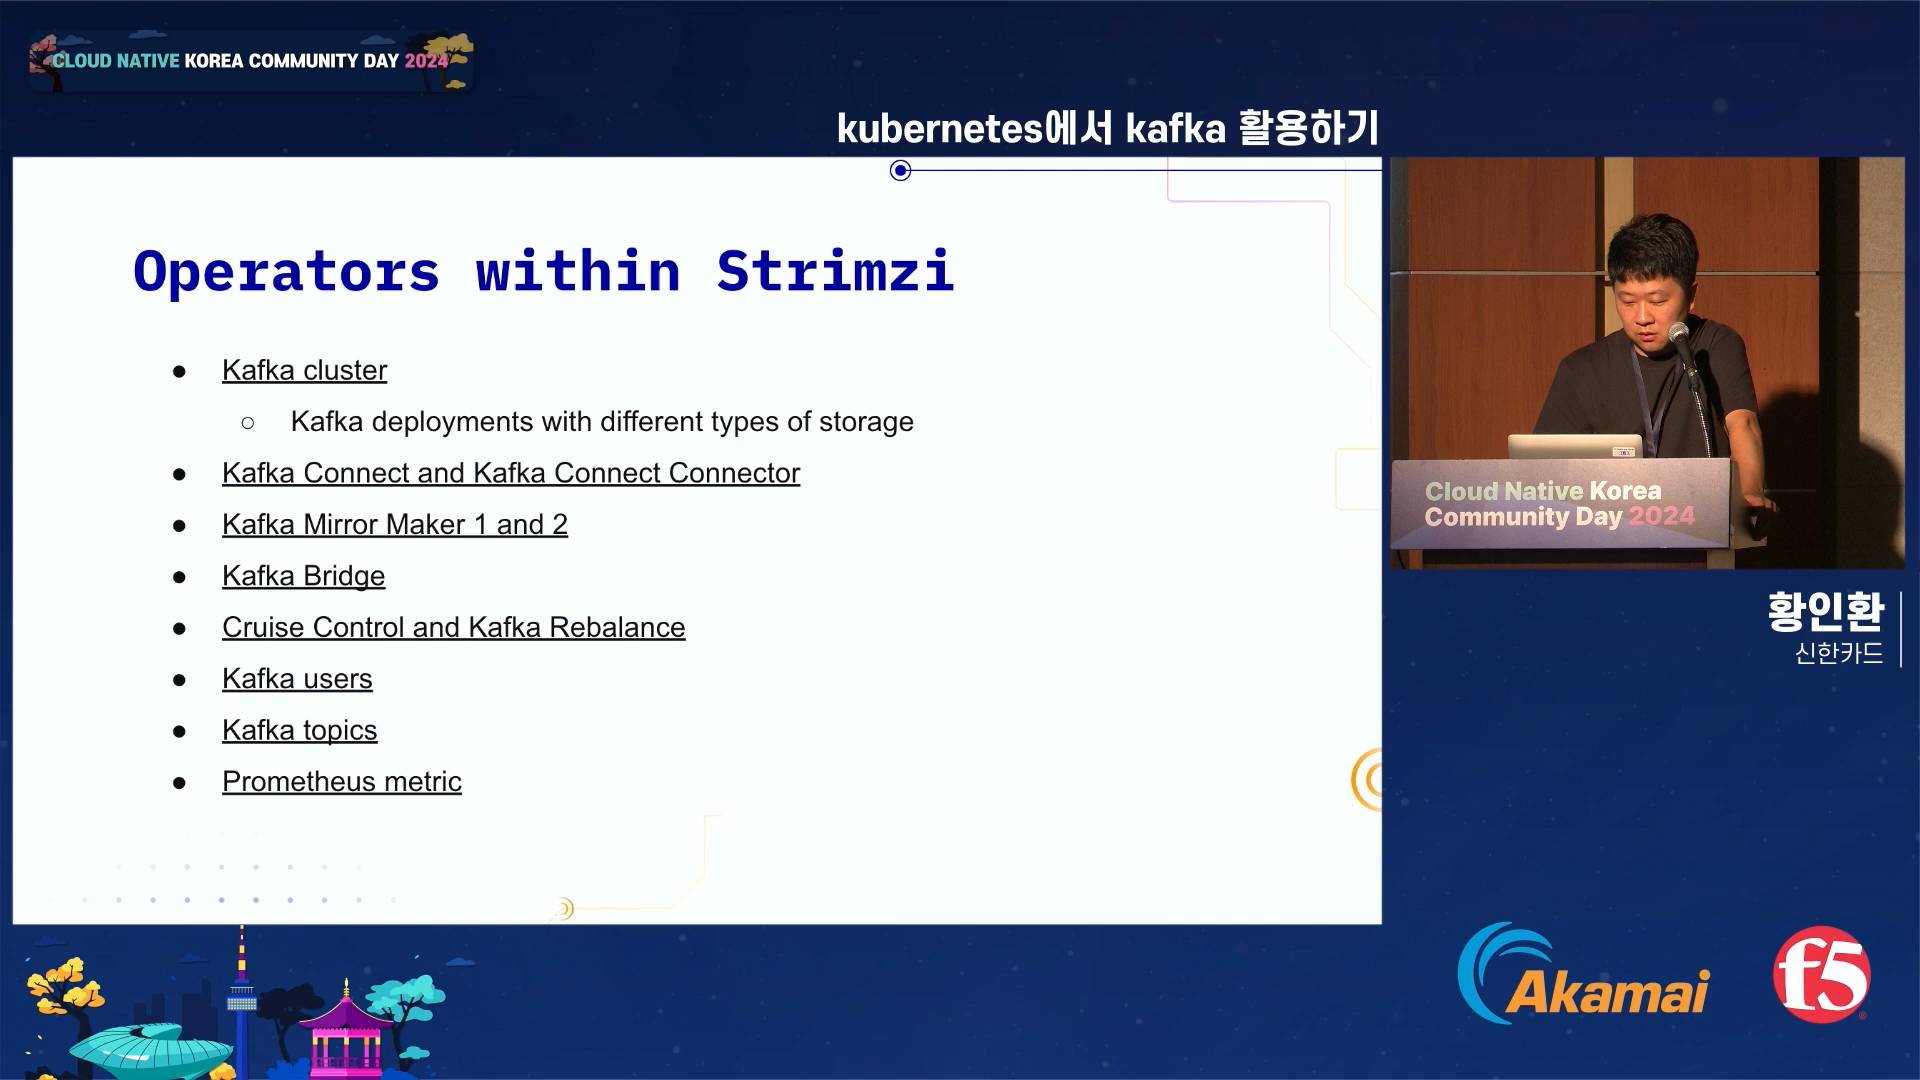 CLOUD NATIVE KOREA COMMUNITY DAY 2024
kubernetes에서 kafka 활용하기
Operators within Strimzi
● Kafka cluster
○ Kafka deployments with different types of storage
● Kafka Connect and Kafka Connect Connector
● Kafka Mirror Maker 1 and 2
● Kafka Bridge
● Cruise Control and Kafka Rebalance
● Kafka users
● Kafka topics
● Prometheus metric
Cloud Native Korea
Community Day 2024
황인환
신한카드
Akamai
f5